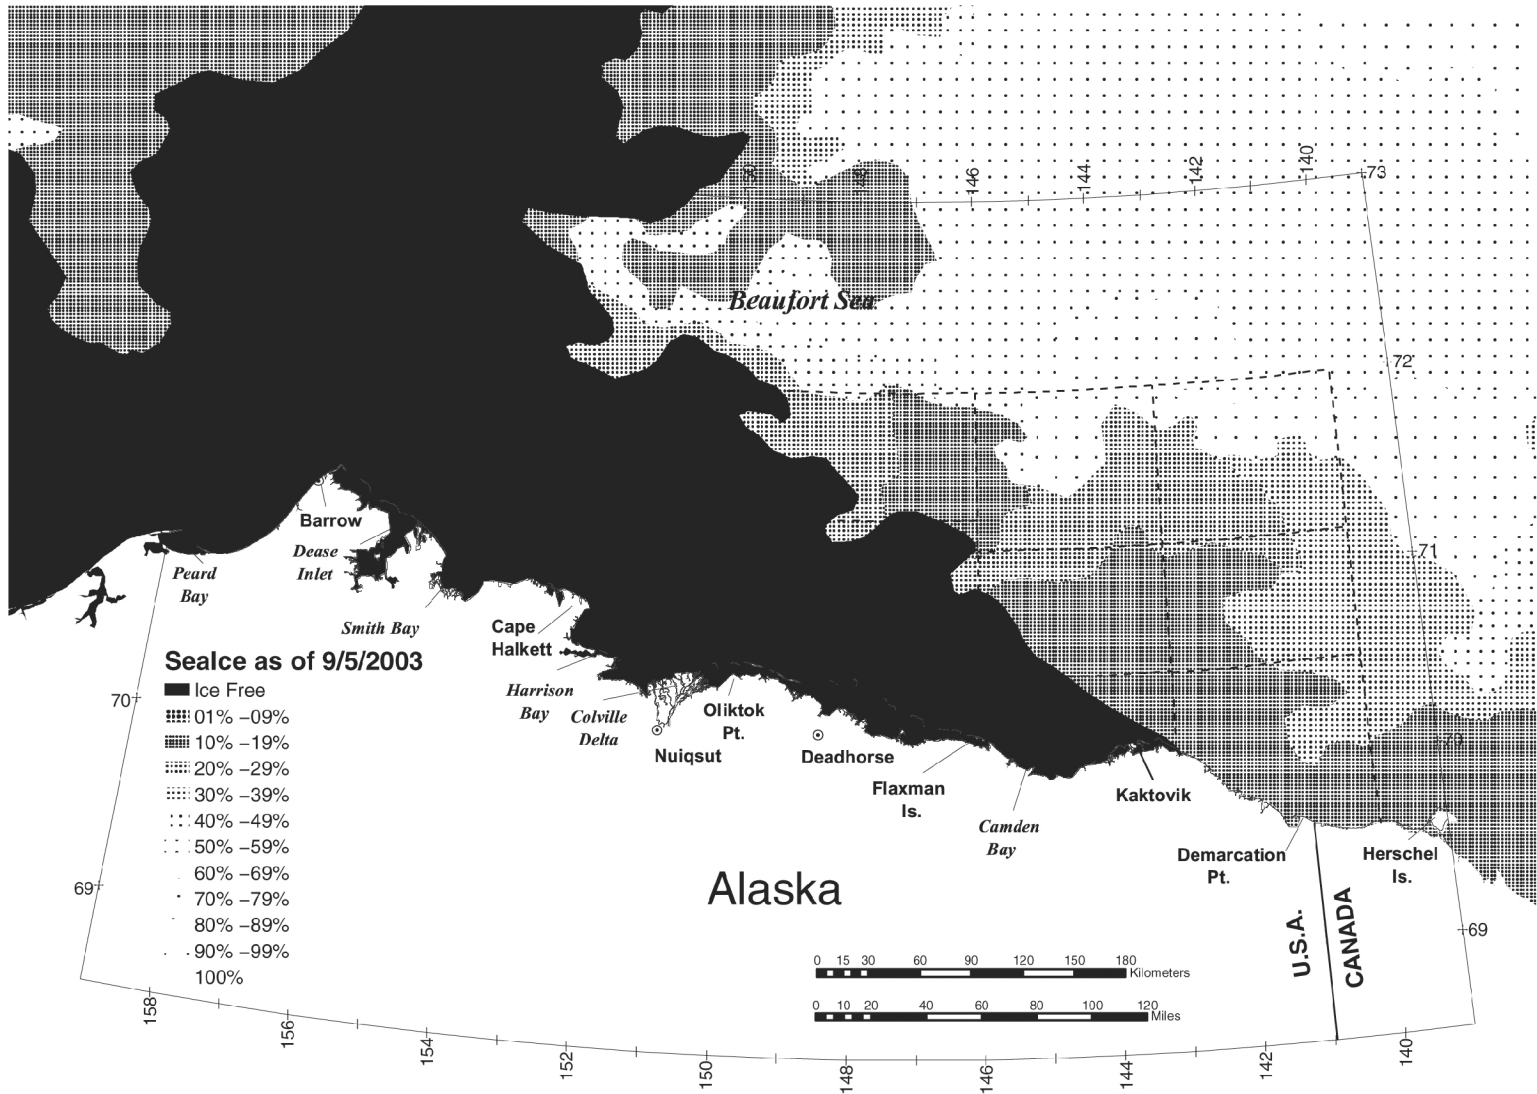 150
148
146
144
142
140
73
Beaufort Sea
72
71
Barrow
Dease
Inlet
Peard
Bay
Smith Bay
Cape
Halkett
SeaIce as of 9/5/2003
Ice Free
01% –09%
10% –19%
20% –29%
30% –39%
40% –49%
50% –59%
60% –69%
70% –79%
80% –89%
90% –99%
100%
70
69
Harrison
Bay
Colville
Delta
Oliktok
Pt.
Nuiqsut
Deadhorse
Flaxman
Is.
Camden
Bay
Kaktovik
70
Demarcation
Pt.
Herschel
Is.
Alaska
U.S.A.
CANADA
69
0 15 30 60 90 120 150 180
Kilometers
0 10 20 40 60 80 100 120
Miles
158
156
154
152
150
148
146
144
142
140